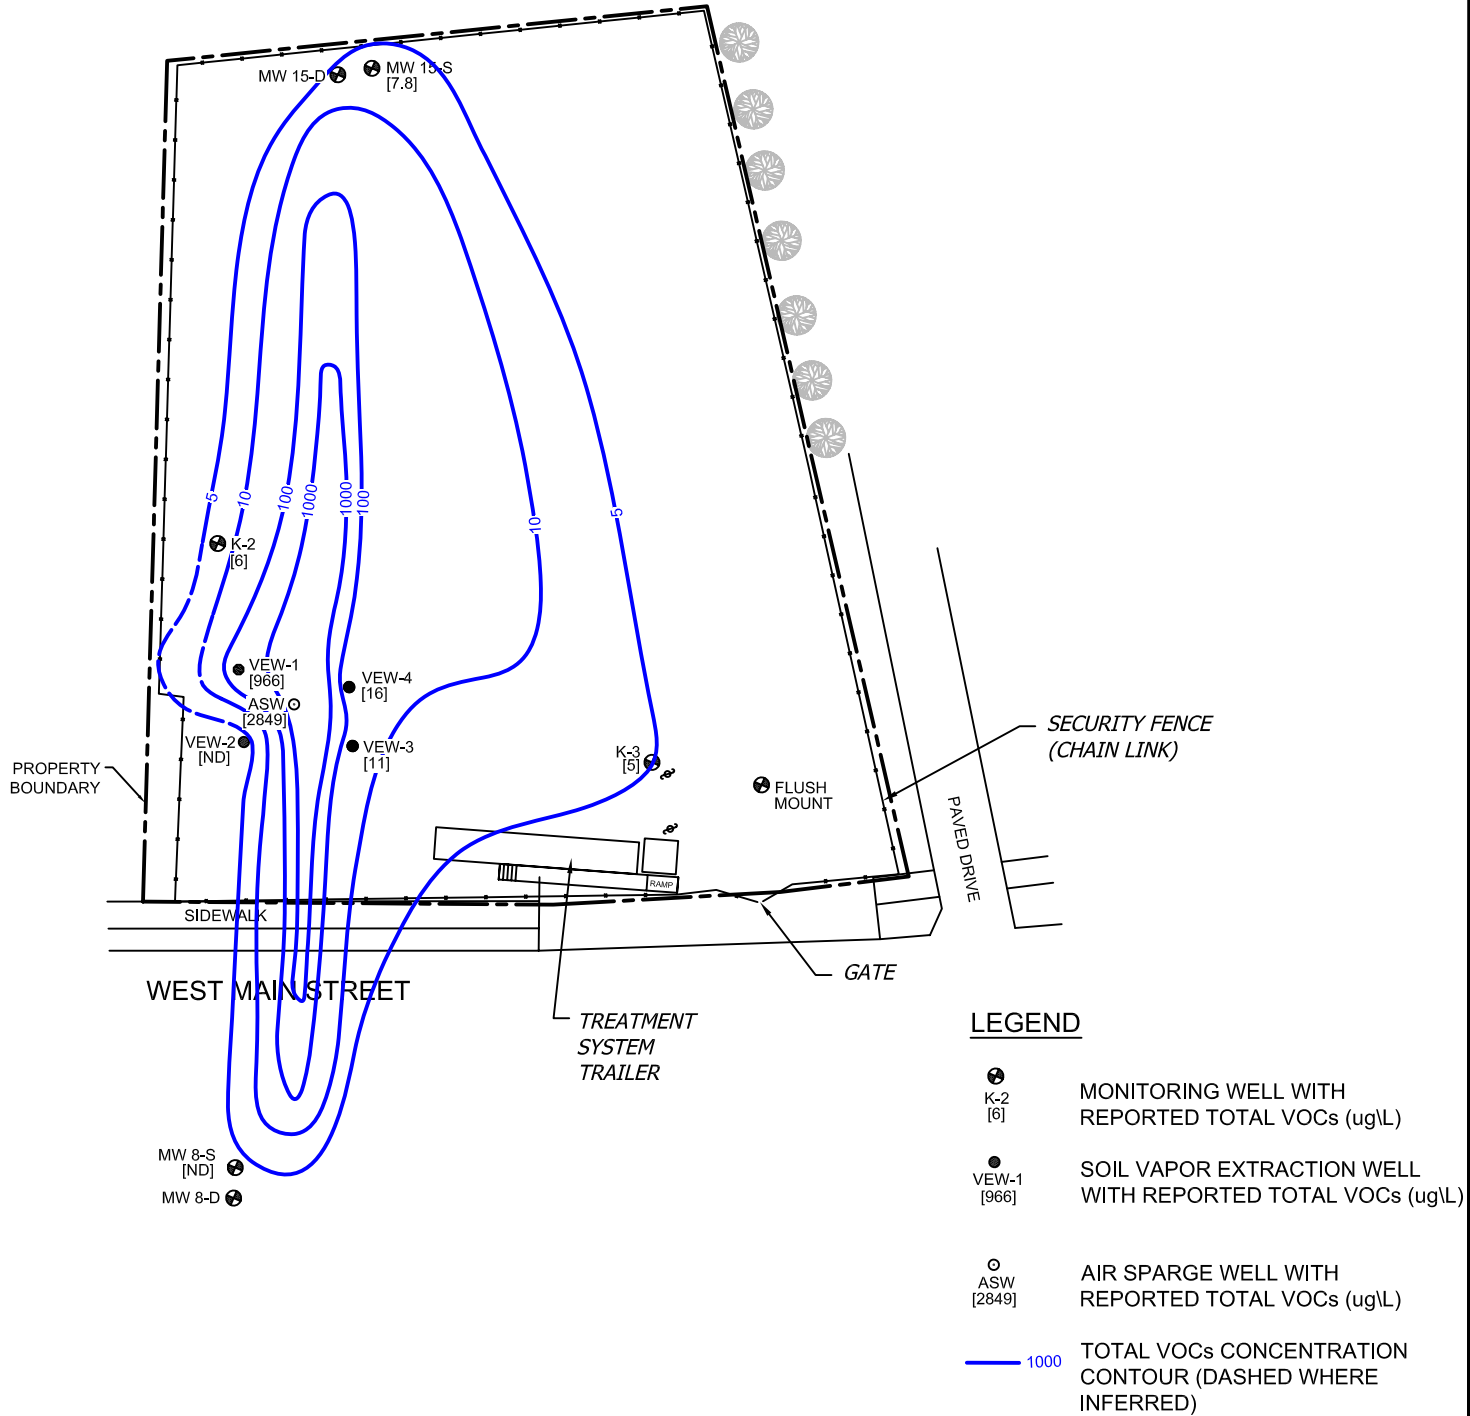 MW 15-D
MW 15-S
[7.8]
5
10
100
1000
1000
100
10
5
K-2
[6]
VEW-1
[966]
VEW-4
[16]
ASW
[2849]
VEW-2
[ND]
VEW-3
[11]
K-3
[5]
FLUSH
MOUNT
SECURITY FENCE
(CHAIN LINK)
PROPERTY
BOUNDARY
PAVED DRIVE
RAMP
SIDEWALK
WEST MAIN STREET
GATE
TREATMENT
SYSTEM
TRAILER
MW 8-S
[ND]
MW 8-D
LEGEND
K-2
[6]
MONITORING WELL WITH
REPORTED TOTAL VOCs (ug\L)
VEW-1
[966]
SOIL VAPOR EXTRACTION WELL
WITH REPORTED TOTAL VOCs (ug\L)
ASW
[2849]
AIR SPARGE WELL WITH
REPORTED TOTAL VOCs (ug\L)
1000
TOTAL VOCs CONCENTRATION
CONTOUR (DASHED WHERE
INFERRED)